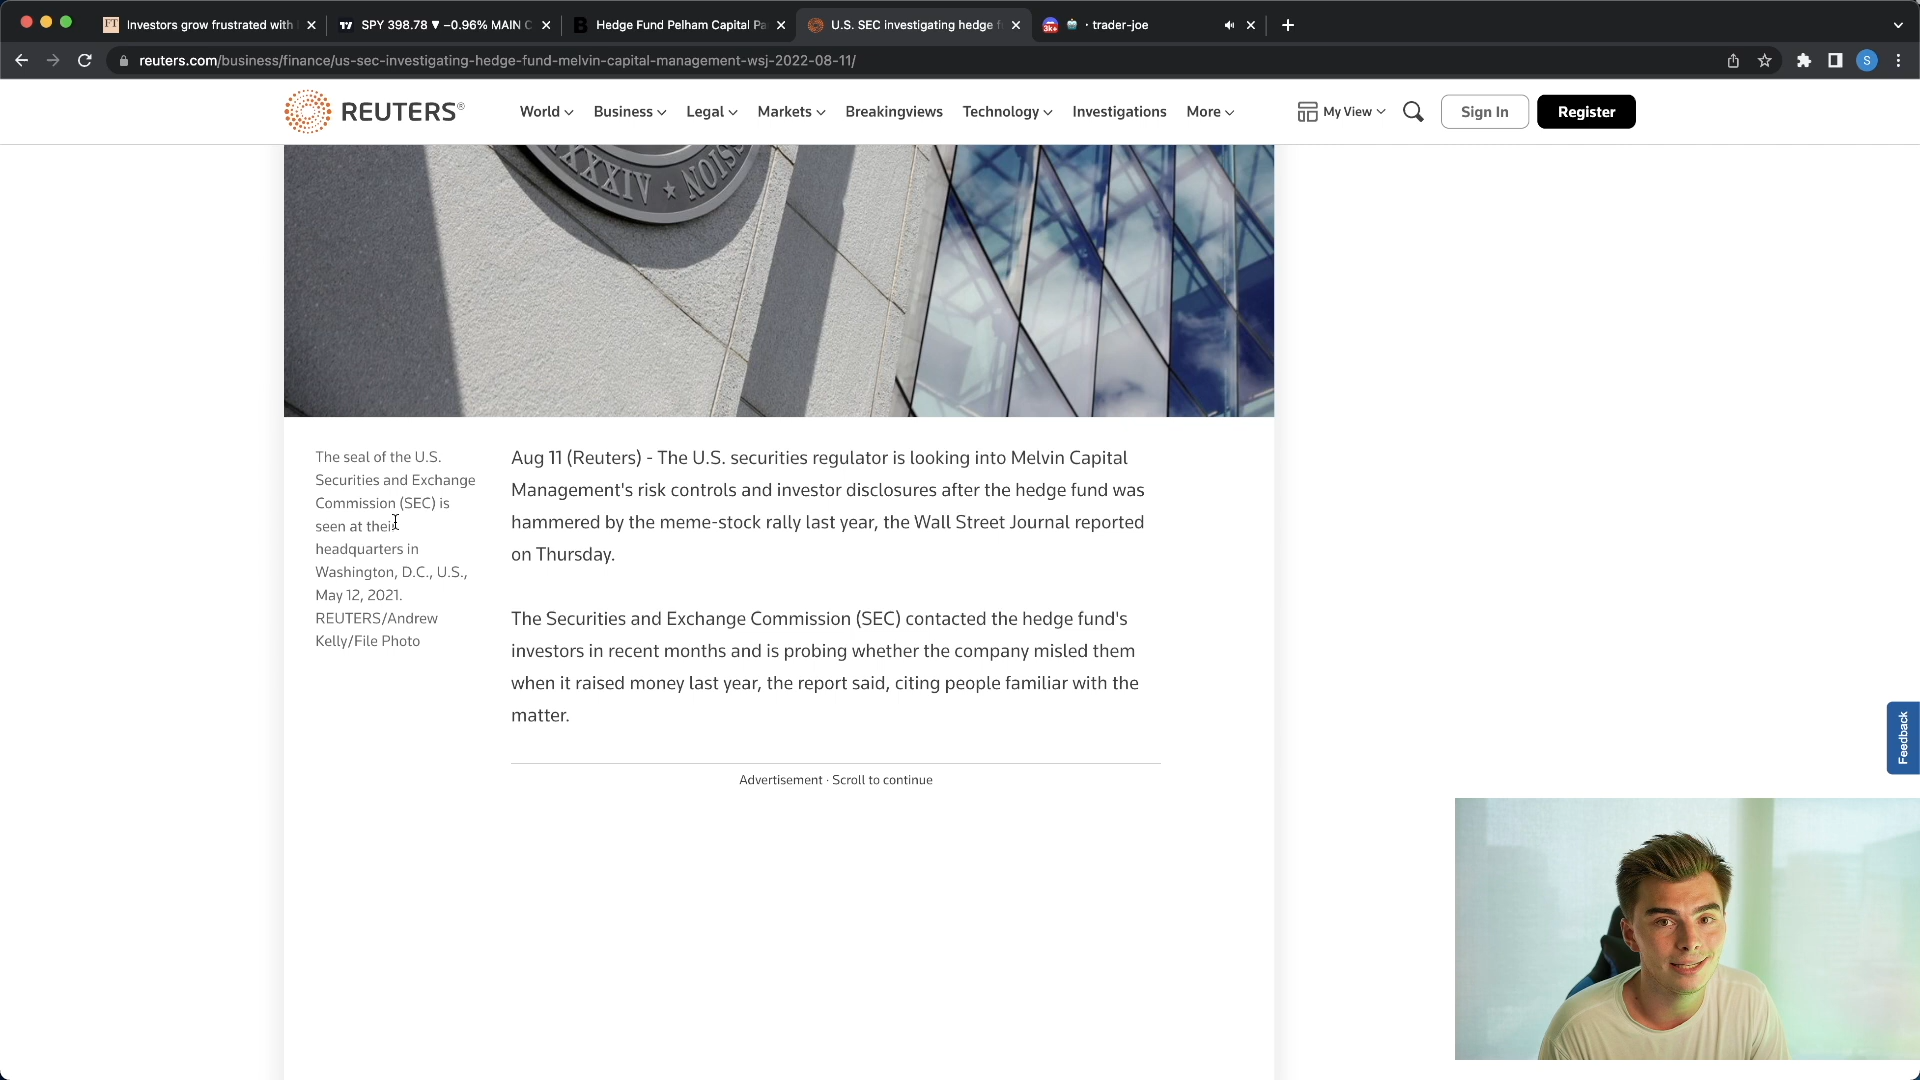 Investors grow frustrated with
SPY 398.78 ▼ −0.96% MAIN C
Hedge Fund Pelham Capital Pa
U.S. SEC investigating hedge f
3k+ · trader-joe
reuters.com/business/finance/us-sec-investigating-hedge-fund-melvin-capital-management-wsj-2022-08-11/
S
REUTERS®
World
Business
Legal
Markets
Breakingviews
Technology
Investigations
More
My View
Sign In
Register
XXXIV ★ NOIS
The seal of the U.S.
Securities and Exchange
Commission (SEC) is
seen at their
headquarters in
Washington, D.C., U.S.,
May 12, 2021.
REUTERS/Andrew
Kelly/File Photo
Aug 11 (Reuters) - The U.S. securities regulator is looking into Melvin Capital
Management's risk controls and investor disclosures after the hedge fund was
hammered by the meme-stock rally last year, the Wall Street Journal reported
on Thursday.
The Securities and Exchange Commission (SEC) contacted the hedge fund's
investors in recent months and is probing whether the company misled them
when it raised money last year, the report said, citing people familiar with the
matter.
Advertisement · Scroll to continue
Feedback